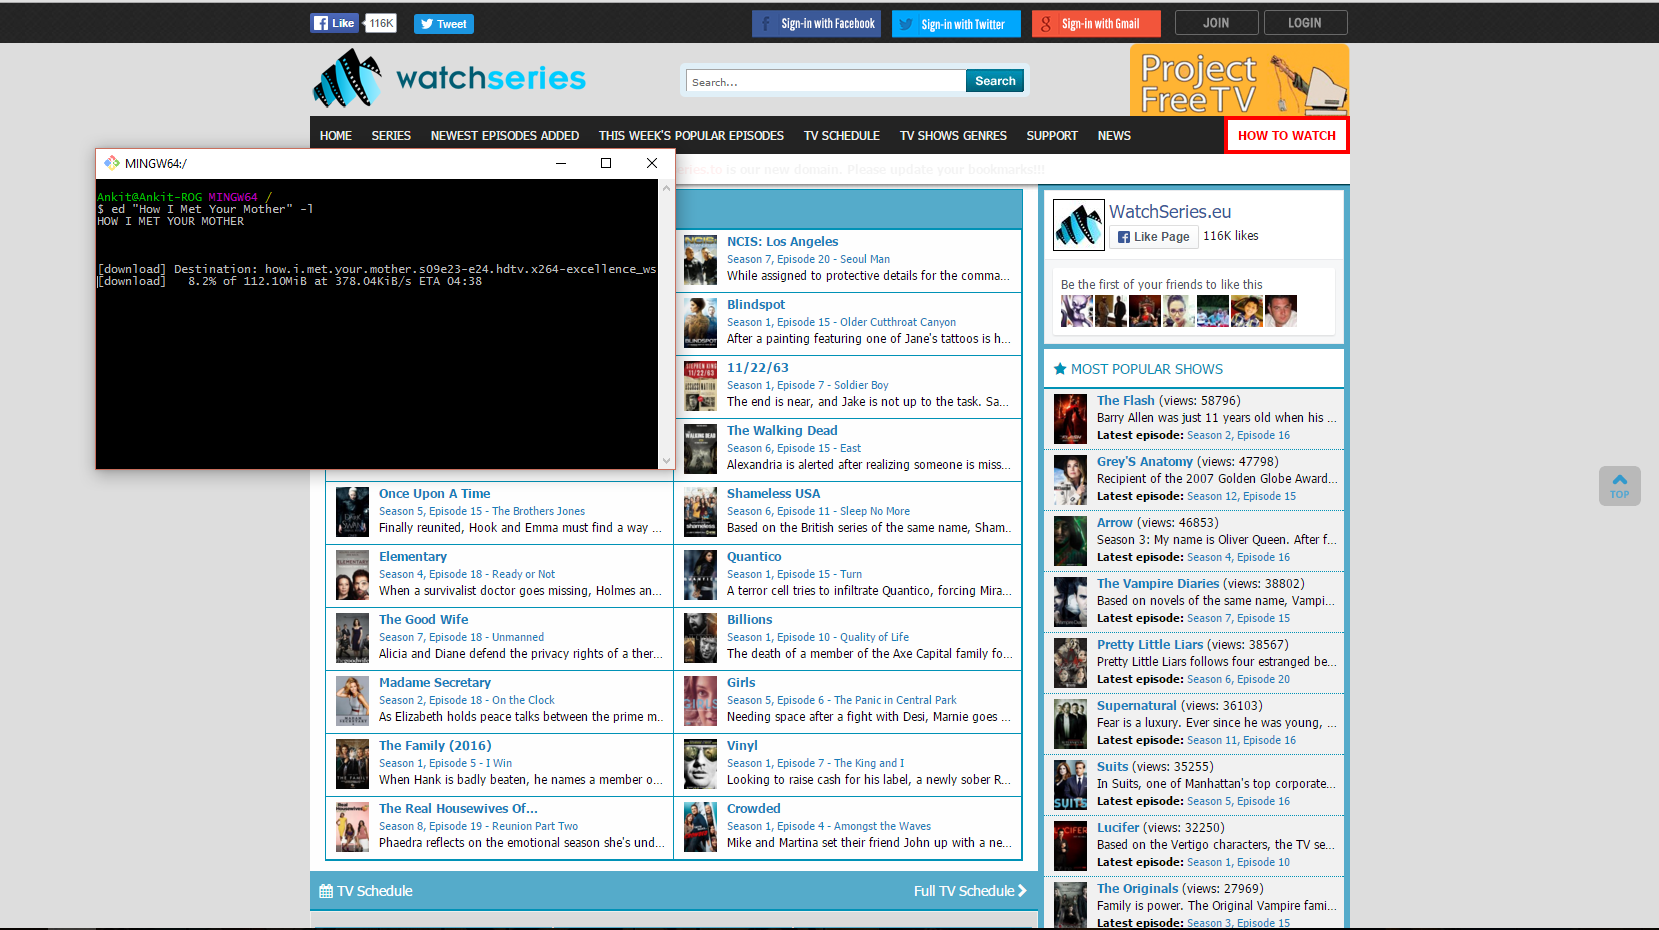 Like
116K
Tweet
Sign-in with Facebook
Sign-in with Twitter
Sign-in with Gmail
JOIN
LOGIN
watchseries
Search...
Search
Project
Free TV
HOME
SERIES
NEWEST EPISODES ADDED
THIS WEEK'S POPULAR EPISODES
TV SCHEDULE
TV SHOWS GENRES
SUPPORT
NEWS
HOW TO WATCH
MINGW64:/
Ankit@Ankit-ROG MINGW64 /
$ ed "How I Met Your Mother" -l
HOW I MET YOUR MOTHER
[download] Destination: how.i.met.your.mother.s09e23-e24.hdtv.x264-excellence_ws
[download]   8.2% of 112.10MiB at 378.04KiB/s ETA 04:38
is our new domain. Please update your bookmarks!!!
NCIS: Los Angeles
Season 7, Episode 20 - Seoul Man
While assigned to protective details for the comma...
Blindspot
Season 1, Episode 15 - Older Cutthroat Canyon
After a painting featuring one of Jane's tattoos is h...
11/22/63
Season 1, Episode 7 - Soldier Boy
The end is near, and Jake is not up to the task. Sa...
The Walking Dead
Season 6, Episode 15 - East
Alexandria is alerted after realizing someone is miss...
Once Upon A Time
Season 5, Episode 15 - The Brothers Jones
Finally reunited, Hook and Emma must find a way ...
Shameless USA
Season 6, Episode 11 - Sleep No More
Based on the British series of the same name, Sham..
Elementary
Season 4, Episode 18 - Ready or Not
When a survivalist doctor goes missing, Holmes an...
Quantico
Season 1, Episode 15 - Turn
A terror cell tries to infiltrate Quantico, forcing Mira...
The Good Wife
Season 7, Episode 18 - Unmanned
Alicia and Diane defend the privacy rights of a ther...
Billions
Season 1, Episode 10 - Quality of Life
The death of a member of the Axe Capital family fo...
Madame Secretary
Season 2, Episode 18 - On the Clock
As Elizabeth holds peace talks between the prime m..
Girls
Season 5, Episode 6 - The Panic in Central Park
Needing space after a fight with Desi, Marnie goes ...
The Family (2016)
Season 1, Episode 5 - I Win
When Hank is badly beaten, he names a member o...
Vinyl
Season 1, Episode 7 - The King and I
Looking to raise cash for his label, a newly sober R...
The Real Housewives Of...
Season 8, Episode 19 - Reunion Part Two
Phaedra reflects on the emotional season she's und...
Crowded
Season 1, Episode 4 - Amongst the Waves
Mike and Martina set their friend John up with a ne...
TV Schedule
Full TV Schedule
WatchSeries.eu
Like Page
116K likes
Be the first of your friends to like this
MOST POPULAR SHOWS
The Flash (views: 58796)
Barry Allen was just 11 years old when his ...
Latest episode: Season 2, Episode 16
Grey'S Anatomy (views: 47798)
Recipient of the 2007 Golden Globe Award...
Latest episode: Season 12, Episode 15
Arrow (views: 46853)
Season 3: My name is Oliver Queen. After f...
Latest episode: Season 4, Episode 16
The Vampire Diaries (views: 38802)
Based on novels of the same name, Vampi...
Latest episode: Season 7, Episode 15
Pretty Little Liars (views: 38567)
Pretty Little Liars follows four estranged be...
Latest episode: Season 6, Episode 20
Supernatural (views: 36103)
Fear is a luxury. Ever since he was young, ...
Latest episode: Season 11, Episode 16
Suits (views: 35255)
In Suits, one of Manhattan's top corporate...
Latest episode: Season 5, Episode 16
Lucifer (views: 32250)
Based on the Vertigo characters, the TV se...
Latest episode: Season 1, Episode 10
The Originals (views: 27969)
Family is power. The Original Vampire fami...
Latest episode: Season 3, Episode 15
TOP